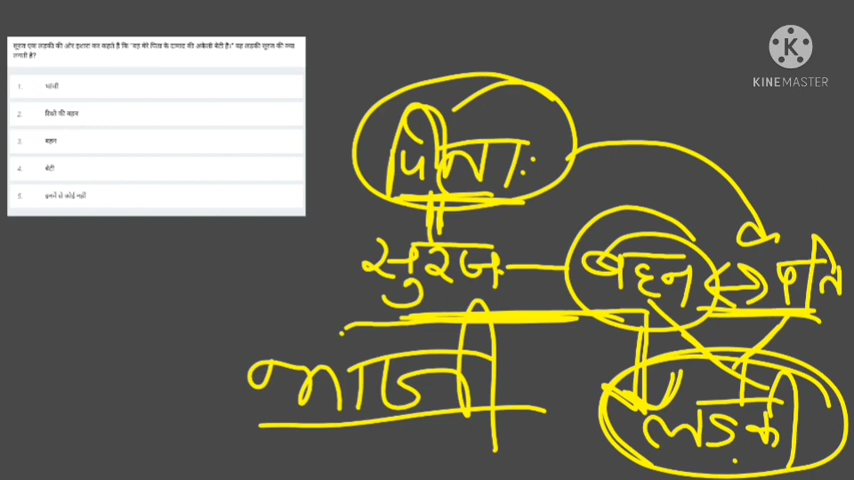 सूरज एक लड़की की ओर इशारा कर कहते है कि "यह मेरे पिता के दामाद की अकेली बेटी है।" वह लड़की सूरज की क्या
लगती है?
1. भांजी
2. रिश्ते की बहन
3. बहन
4. बेटी
5. इनमें से कोई नहीं
KINEMASTER
पिता
सुरज — बहन ⟷ पति
भाजी
लड़की